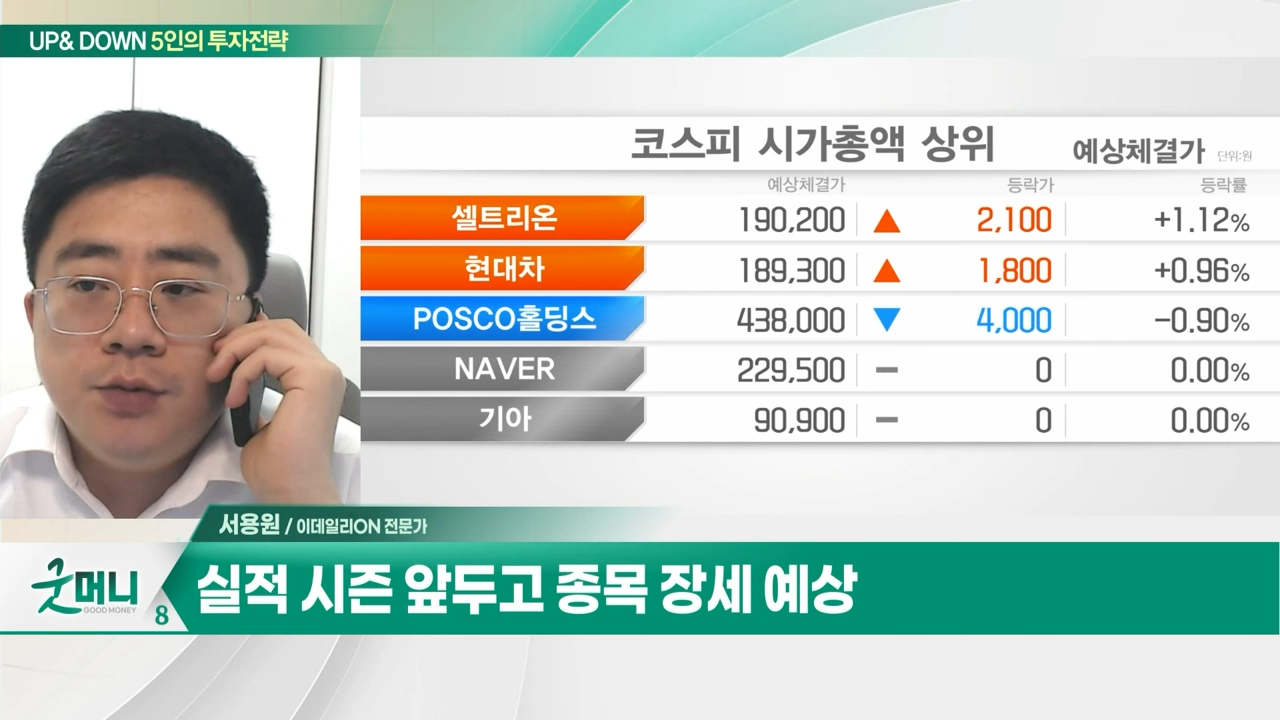 UP& DOWN 5인의 투자전략
코스피 시가총액 상위 예상체결가 단위:원
예상체결가 등락가 등락률
셀트리온 190,200 ▲ 2,100 +1.12%
현대차 189,300 ▲ 1,800 +0.96%
POSCO홀딩스 438,000 ▼ 4,000 -0.90%
NAVER 229,500 - 0 0.00%
기아 90,900 - 0 0.00%
서용원 / 이데일리ON 전문가
굿머니
GOOD MONEY
8
실적 시즌 앞두고 종목 장세 예상